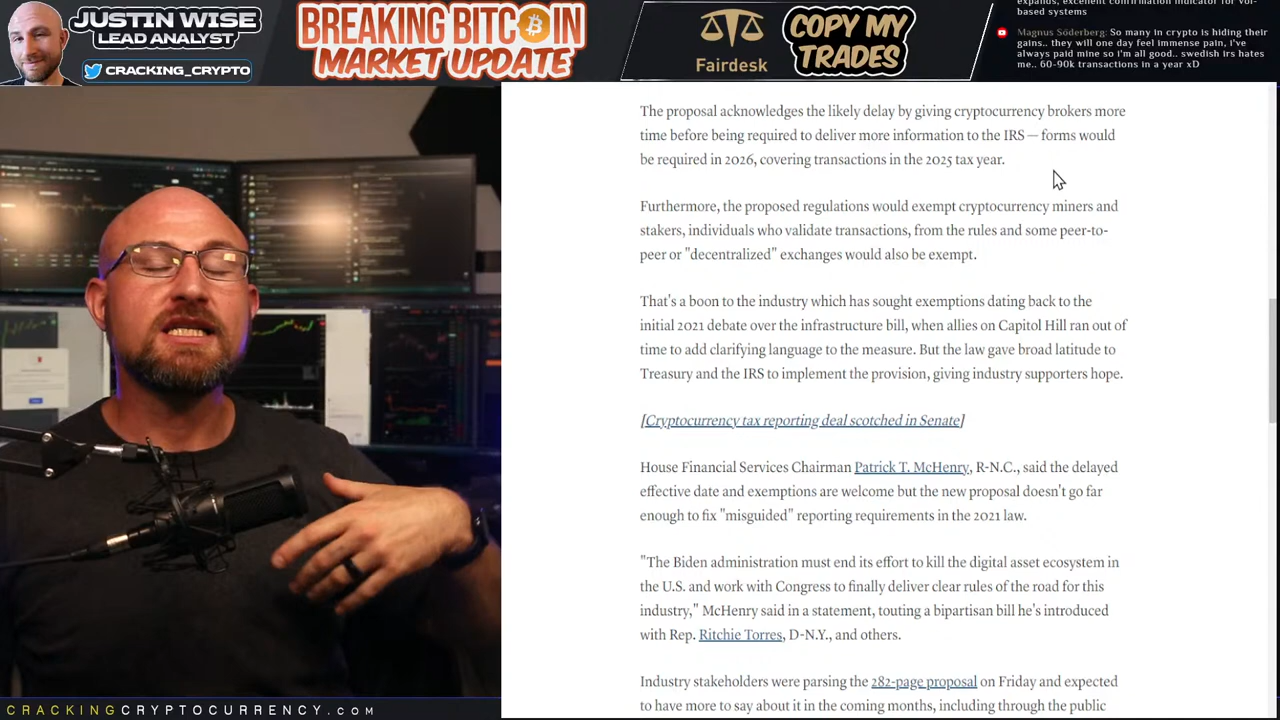 JUSTIN WISE
LEAD ANALYST
CRACKING_CRYPTO
BREAKING BITCOIN
MARKET UPDATE
Fairdesk
COPY MY
TRADES
expands, excellent confirmation indicator for vol-
based systems
Magnus Söderberg: So many in crypto is hiding their
gains.. they will one day feel immense pain, i've
always paid mine so i'm all good.. swedish irs hates
me.. 60-90k transactions in a year xD
The proposal acknowledges the likely delay by giving cryptocurrency brokers more
time before being required to deliver more information to the IRS — forms would
be required in 2026, covering transactions in the 2025 tax year.
Furthermore, the proposed regulations would exempt cryptocurrency miners and
stakers, individuals who validate transactions, from the rules and some peer-to-
peer or "decentralized" exchanges would also be exempt.
That's a boon to the industry which has sought exemptions dating back to the
initial 2021 debate over the infrastructure bill, when allies on Capitol Hill ran out of
time to add clarifying language to the measure. But the law gave broad latitude to
Treasury and the IRS to implement the provision, giving industry supporters hope.
[Cryptocurrency tax reporting deal scotched in Senate]
House Financial Services Chairman Patrick T. McHenry, R-N.C., said the delayed
effective date and exemptions are welcome but the new proposal doesn't go far
enough to fix "misguided" reporting requirements in the 2021 law.
"The Biden administration must end its effort to kill the digital asset ecosystem in
the U.S. and work with Congress to finally deliver clear rules of the road for this
industry," McHenry said in a statement, touting a bipartisan bill he's introduced
with Rep. Ritchie Torres, D-N.Y., and others.
Industry stakeholders were parsing the 282-page proposal on Friday and expected
to have more to say about it in the coming months, including through the public
CRACKINGCRYPTOCURRENCY.COM